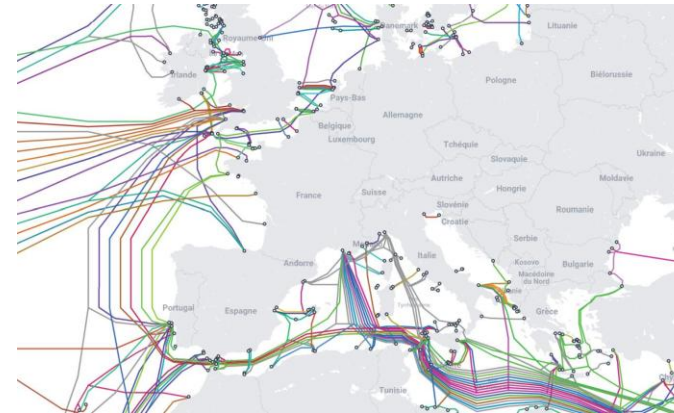 Danemark
Lituanie
Royaume-Uni
Irlande
Biélorussie
Pologne
Pays-Bas
Allemagne
Belgique
Luxembourg
Ukraine
Tchéquie
Slovaquie
Moldavie
Autriche
Hongrie
France
Suisse
Slovénie
Roumanie
Croatie
Serbie
Italie
Andorre
Kosovo
Bulgarie
Macédoine
du Nord
Portugal
Espagne
Grèce
Tunisie